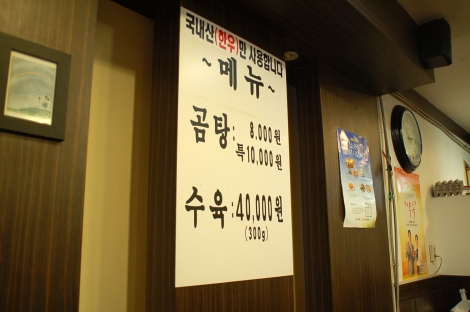 국내산(한우)만 사용합니다
~메뉴~
곰탕: 8,000원
특10,000원
수육:40,000원
(300g)